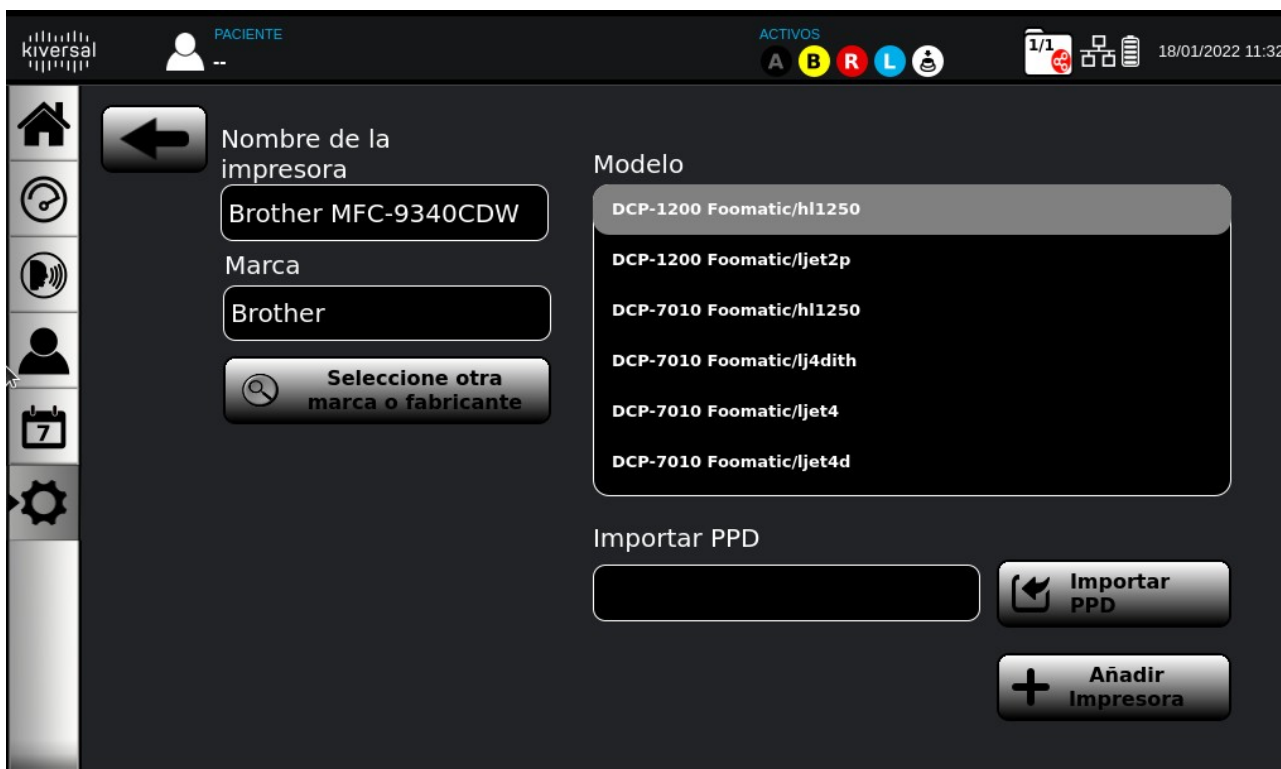 kiversal
PACIENTE
--
ACTIVOS
A B R L
1/1
18/01/2022 11:32
Nombre de la
impresora
Brother MFC-9340CDW
Marca
Brother
Seleccione otra
marca o fabricante
7
Modelo
DCP-1200 Foomatic/hl1250
DCP-1200 Foomatic/ljet2p
DCP-7010 Foomatic/hl1250
DCP-7010 Foomatic/lj4dith
DCP-7010 Foomatic/ljet4
DCP-7010 Foomatic/ljet4d
Importar PPD
Importar
PPD
Añadir
Impresora